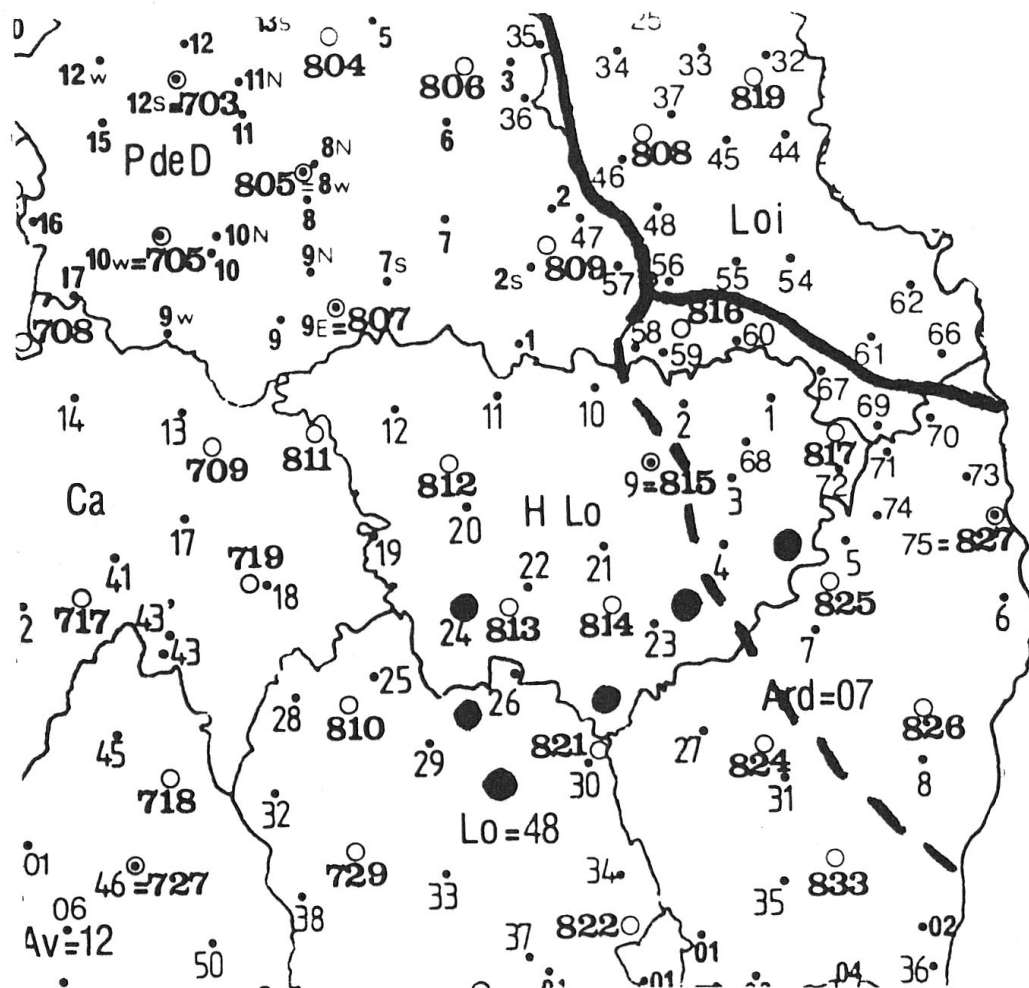 13s 5 25
12 35 34 33 32
12w 804 806 3 819
12s=703 11N 36 37
15 11 6 808 45 44
P de D 8N 46
805=8w
16 8 2 48 Loi
10w=705 10N 7 47
10 9N 7s 2s 809 57 56 55 54
17 62
708 9w 9 9E=807 816 66
1 58 59 60 61
14 13 12 11 10 2 1 67 69 70
709 811 812 9=815 68 817 71
3 72 73
Ca 20 H Lo 74
17 19 75=827
41 719 22 21 4 5
18 825
2 717 43' 24 813 814 23 6
43 7
25 26 Ard=07
28 810 826
45 29 821 27 824
718 30 31 8
32 Lo=48
01 729 833
46=727 33 34 35
06 38
Av=12 822 02
50 37 01 36
01 04